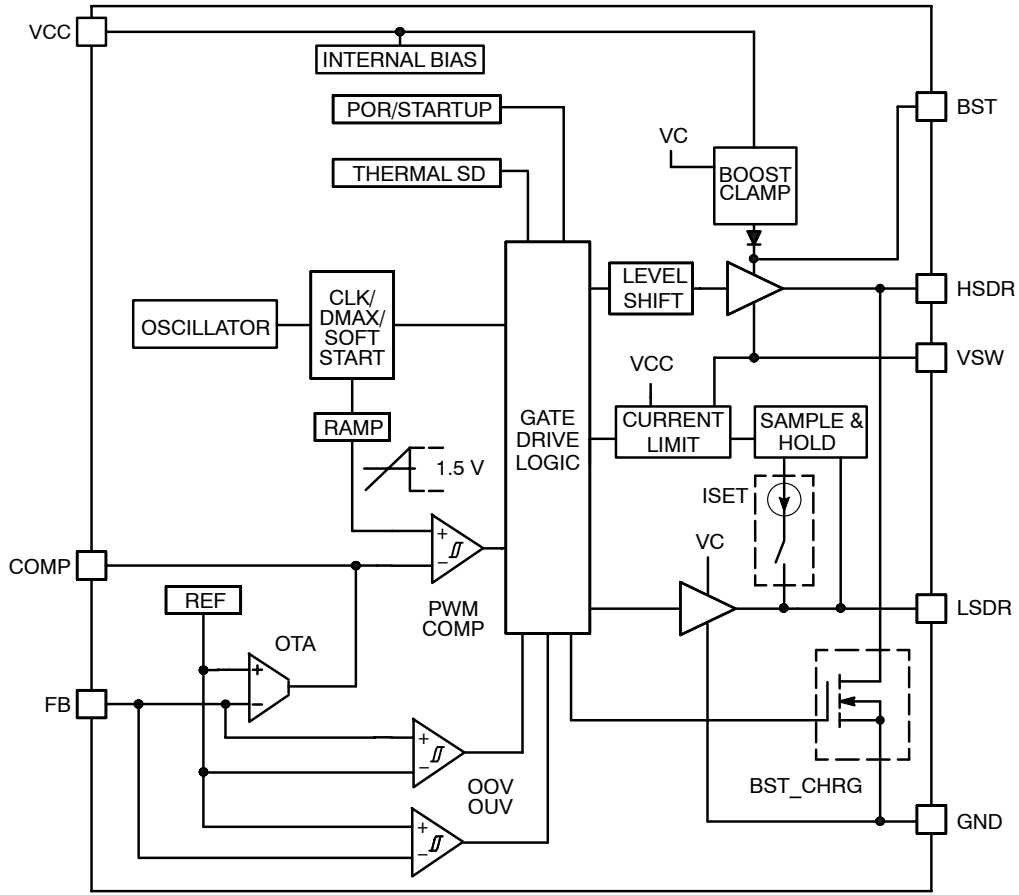 VCC
INTERNAL BIAS
POR/STARTUP
THERMAL SD
VC
BOOST
CLAMP
BST
LEVEL
SHIFT
HSDR
OSCILLATOR
CLK/
DMAX/
SOFT
START
VSW
VCC
RAMP
GATE
DRIVE
LOGIC
CURRENT
LIMIT
SAMPLE &
HOLD
1.5 V
ISET
+
−
VC
COMP
REF
PWM
COMP
LSDR
OTA
+
−
FB
+
−
OOV
OUV
BST_CHRG
+
−
GND